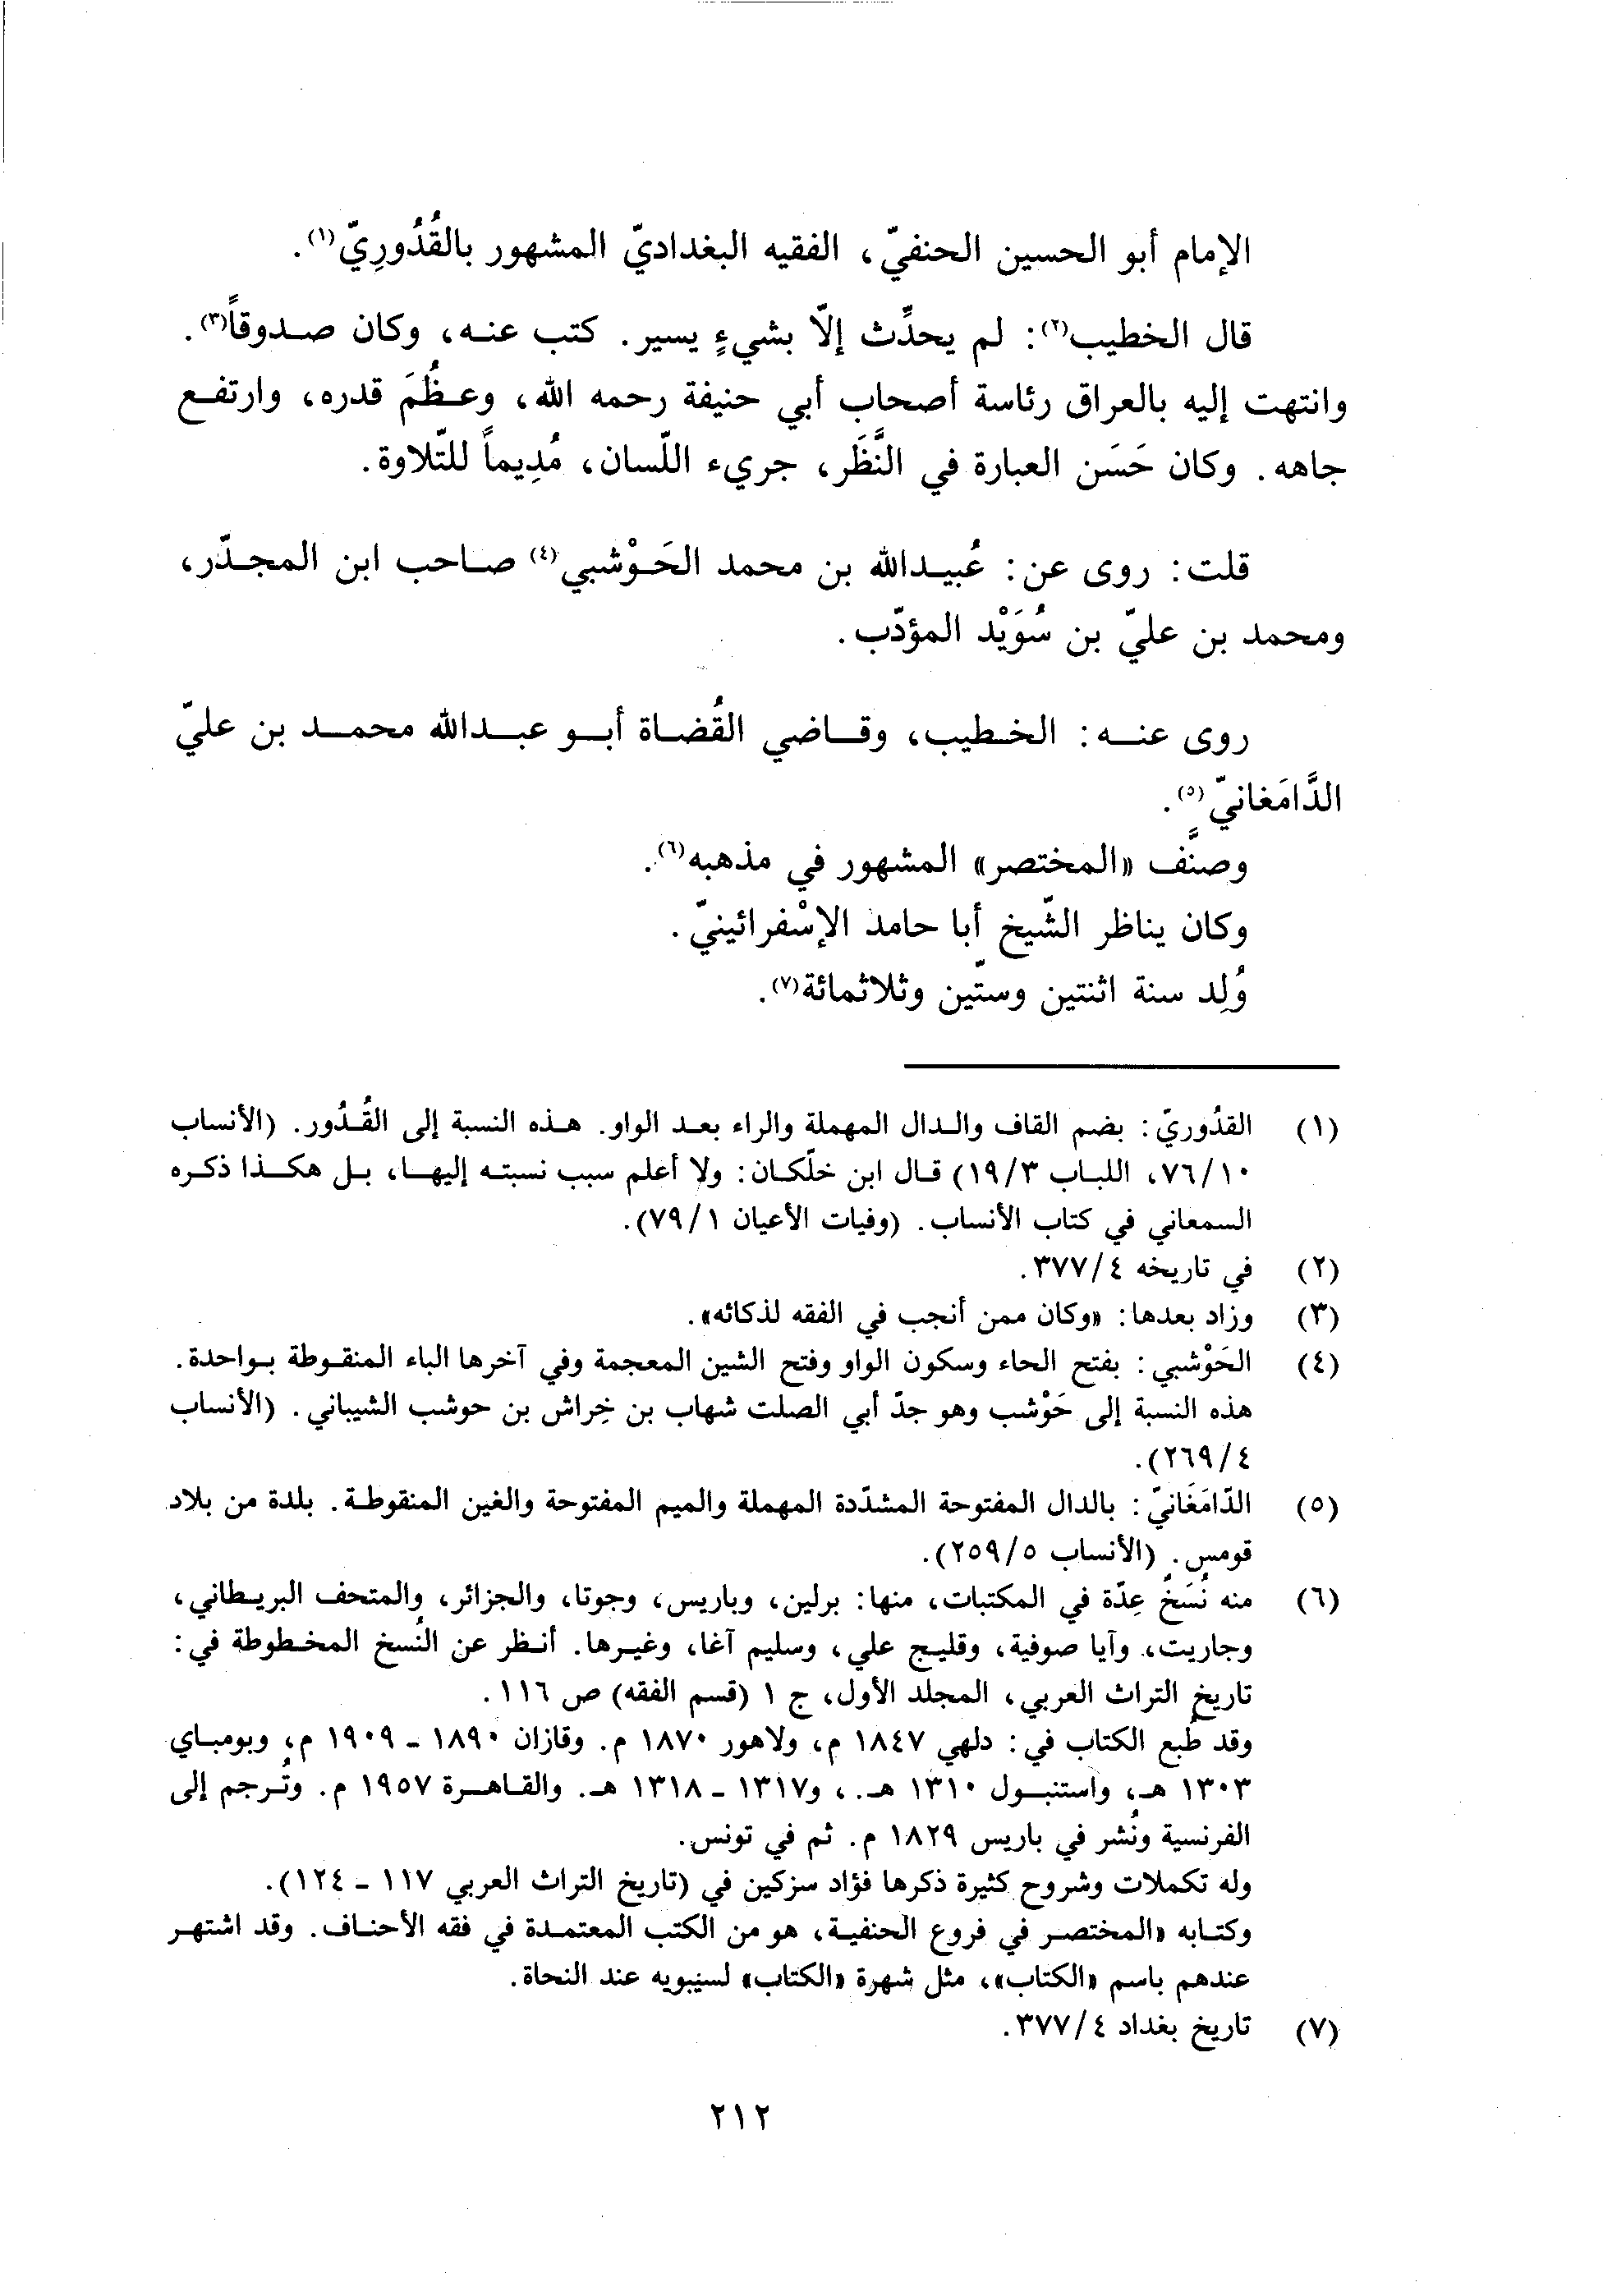 الإمام أبو الحسين الحنفيّ، الفقيه البغداديّ المشهور بالقُدُورِيّ(١).
قال الخطيب(٢): لم يحدِّث إلّا بشيءٍ يسير. كتب عنه، وكان صدوقاً(٣).
وانتهت إليه بالعراق رئاسة أصحاب أبي حنيفة رحمه الله، وعظُمَ قدره، وارتفع
جاهه. وكان حَسَن العبارة في النَّظَر، جريء اللّسان، مُدِيماً للتّلاوة.
قلت: روى عن: عُبيدالله بن محمد الحَوْشبي(٤) صاحب ابن المجدّر،
ومحمد بن عليّ بن سُوَيْد المؤدّب.
روى عنه: الخطيب، وقاضي القُضاة أبو عبدالله محمد بن عليّ
الدَّامَغانيّ(٥).
وصنَّف «المختصر» المشهور في مذهبه(٦).
وكان يناظر الشّيخ أبا حامد الإسْفرائينيّ.
وُلِد سنة اثنتين وستّين وثلاثمائة(٧).
(١) القدُوريّ: بضم القاف والدال المهملة والراء بعد الواو. هذه النسبة إلى القُدُور. (الأنساب
٧٦/١٠، اللباب ١٩/٣) قال ابن خلّكان: ولا أعلم سبب نسبته إليها، بل هكذا ذكره
السمعاني في كتاب الأنساب. (وفيات الأعيان ٧٩/١).
(٢) في تاريخه ٣٧٧/٤.
(٣) وزاد بعدها: «وكان ممن أنجب في الفقه لذكائه».
(٤) الحَوْشبي: بفتح الحاء وسكون الواو وفتح الشين المعجمة وفي آخرها الباء المنقوطة بواحدة.
هذه النسبة إلى حَوْشب وهو جدّ أبي الصلت شهاب بن خِراش بن حوشب الشيباني. (الأنساب
٢٦٩/٤).
(٥) الدّامَغَانيّ: بالدال المفتوحة المشدّدة المهملة والميم المفتوحة والغين المنقوطة. بلدة من بلاد
قومس. (الأنساب ٢٥٩/٥).
(٦) منه نُسَخٌ عِدّة في المكتبات، منها: برلين، وباريس، وجوتا، والجزائر، والمتحف البريطاني،
وجاريت، وآيا صوفية، وقليج علي، وسليم آغا، وغيرها. أنظر عن النُسخ المخطوطة في:
تاريخ التراث العربي، المجلد الأول، ج ١ (قسم الفقه) ص ١١٦.
وقد طُبع الكتاب في: دلهي ١٨٤٧ م، ولاهور ١٨٧٠ م. وقازان ١٨٩٠ - ١٩٠٩ م، وبومباي
١٣٠٣ هـ، واستنبول ١٣١٠ هـ.، و١٣١٧ - ١٣١٨ هـ. والقاهرة ١٩٥٧ م. وتُرجم إلى
الفرنسية ونُشر في باريس ١٨٢٩ م. ثم في تونس.
وله تكملات وشروح كثيرة ذكرها فؤاد سزكين في (تاريخ التراث العربي ١١٧ - ١٢٤).
وكتابه «المختصر في فروع الحنفية، هو من الكتب المعتمدة في فقه الأحناف. وقد اشتهر
عندهم باسم «الكتاب»، مثل شهرة «الكتاب» لسيبويه عند النحاة.
(٧) تاريخ بغداد ٣٧٧/٤.
٢١٢